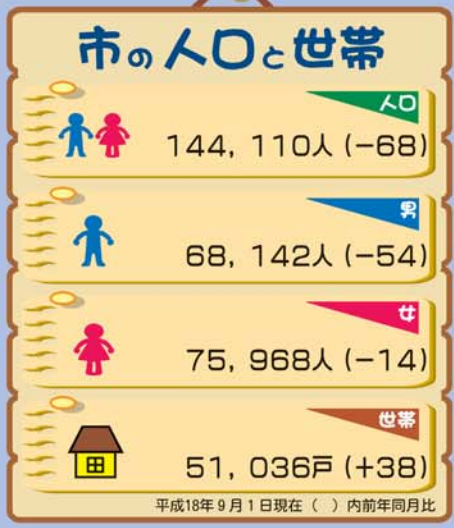 市の人口と世帯
人口
144, 110人 (−68)
男
68, 142人 (−54)
女
75, 968人 (−14)
世帯
51, 036戸 (+38)
平成18年9月1日現在 ( ) 内前年同月比